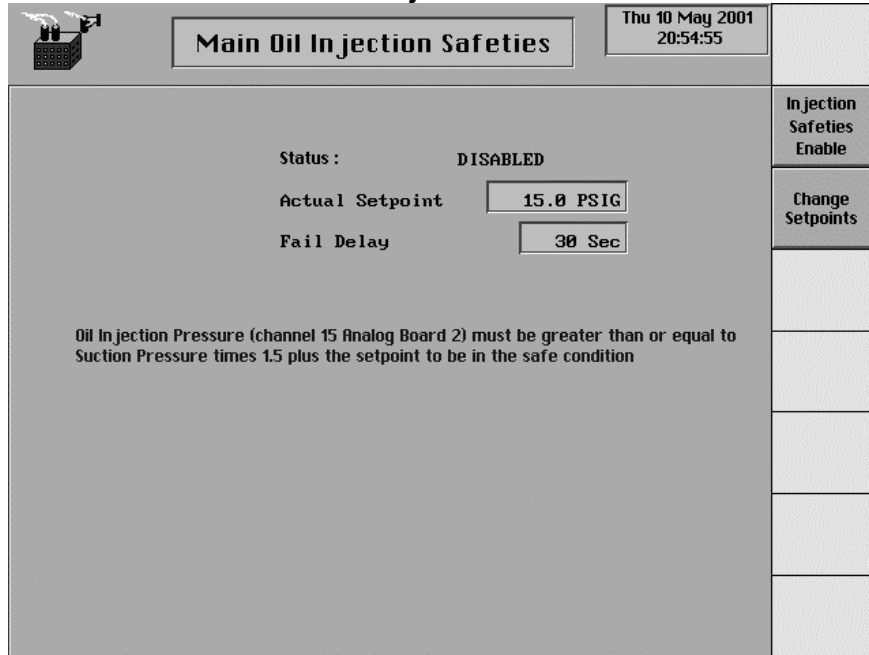 Main Oil Injection Safeties
Thu 10 May 2001
20:54:55
Injection
Safeties
Enable
Change
Setpoints
Status : DISABLED
Actual Setpoint 15.0 PSIG
Fail Delay 30 Sec
Oil Injection Pressure (channel 15 Analog Board 2) must be greater than or equal to
Suction Pressure times 1.5 plus the setpoint to be in the safe condition